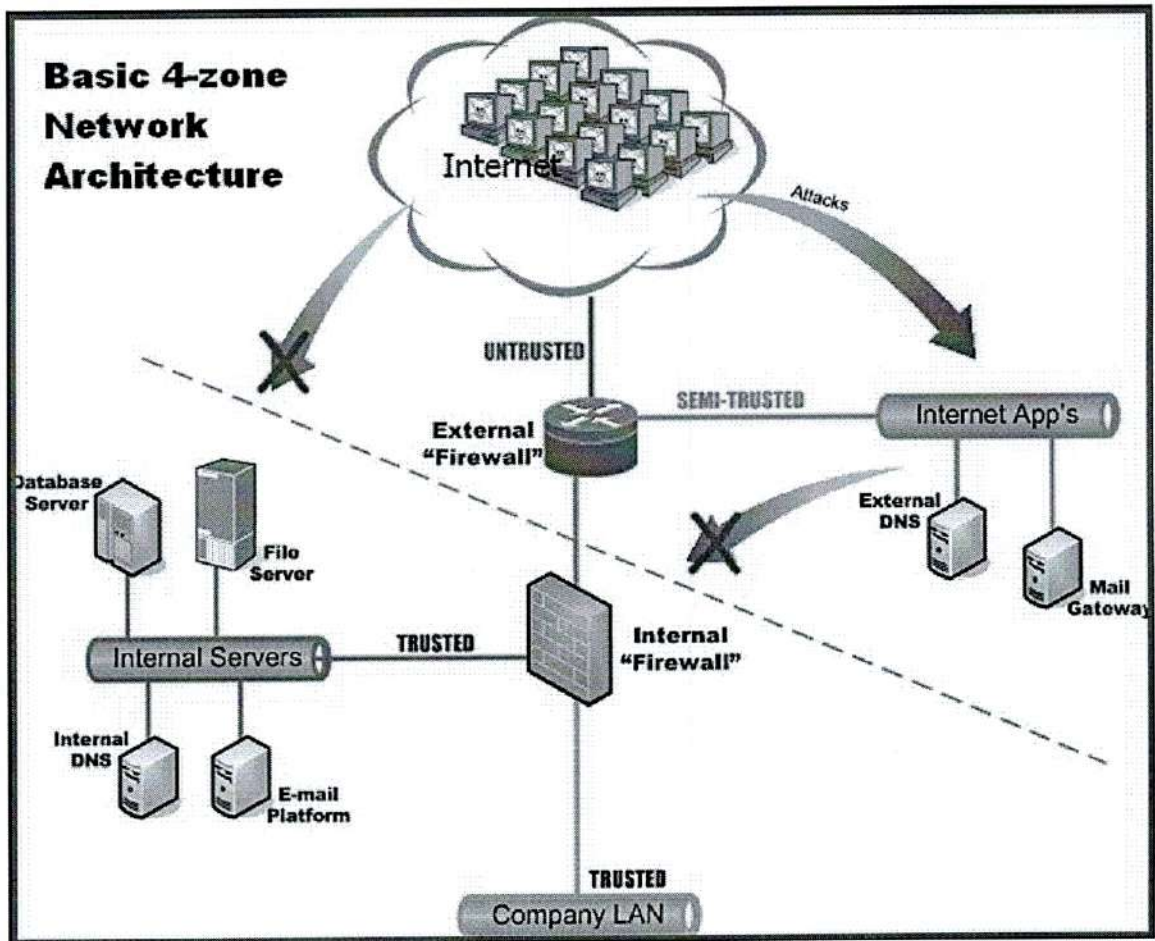 Basic 4-zone
Network
Architecture
Internet
Attacks
UNTRUSTED
SEMI-TRUSTED
Internet App's
External
"Firewall"
External
DNS
Mail
Gateway
Database
Server
Filo
Server
Internal Servers
TRUSTED
Internal
"Firewall"
Internal
DNS
E-mail
Platform
TRUSTED
Company LAN